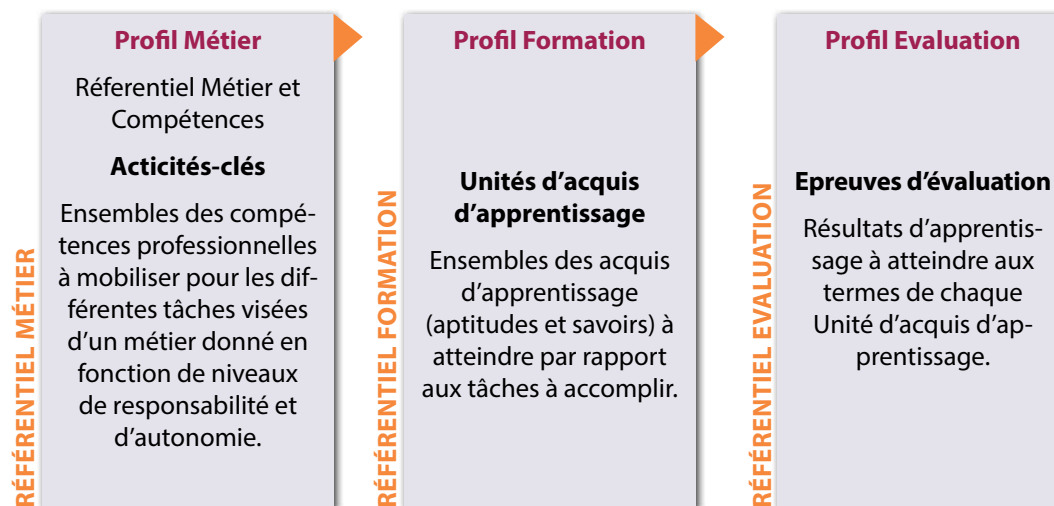 RÉFÉRENTIEL MÉTIER
Profil Métier
Réferentiel Métier et
Compétences
Acticités-clés
Ensembles des compé-
tences professionnelles
à mobiliser pour les dif-
férentes tâches visées
d'un métier donné en
fonction de niveaux
de responsabilité et
d'autonomie.
RÉFÉRENTIEL FORMATION
Profil Formation
Unités d'acquis
d'apprentissage
Ensembles des acquis
d'apprentissage
(aptitudes et savoirs) à
atteindre par rapport
aux tâches à accomplir.
RÉFÉRENTIEL EVALUATION
Profil Evaluation
Epreuves d'évaluation
Résultats d'apprentis-
sage à atteindre aux
termes de chaque
Unité d'acquis d'ap-
prentissage.